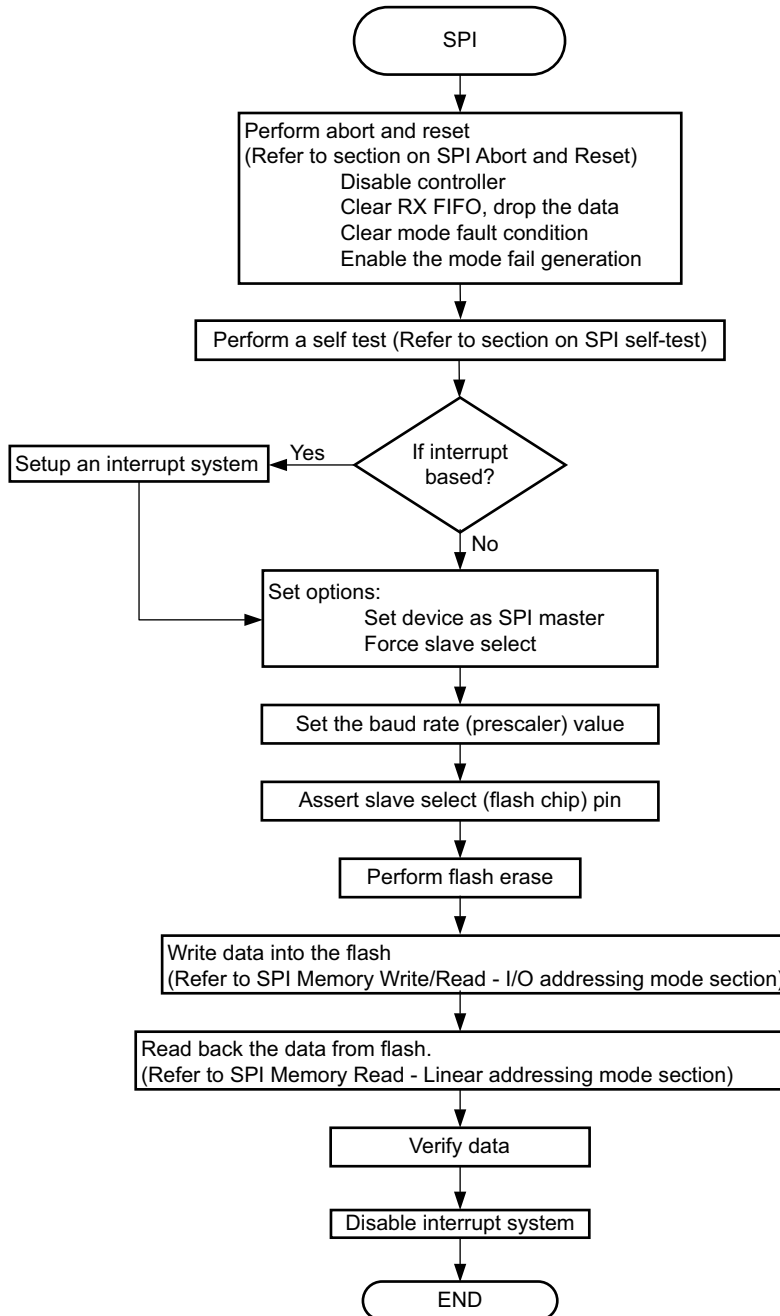 SPI
Perform abort and reset
(Refer to section on SPI Abort and Reset)
Disable controller
Clear RX FIFO, drop the data
Clear mode fault condition
Enable the mode fail generation
Perform a self test (Refer to section on SPI self-test)
If interrupt
based?
Yes
Setup an interrupt system
No
Set options:
Set device as SPI master
Force slave select
Set the baud rate (prescaler) value
Assert slave select (flash chip) pin
Perform flash erase
Write data into the flash
(Refer to SPI Memory Write/Read - I/O addressing mode section)
Read back the data from flash.
(Refer to SPI Memory Read - Linear addressing mode section)
Verify data
Disable interrupt system
END